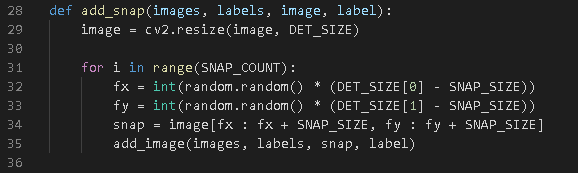 28 def add_snap(images, labels, image, label):
29     image = cv2.resize(image, DET_SIZE)
30
31     for i in range(SNAP_COUNT):
32         fx = int(random.random() * (DET_SIZE[0] - SNAP_SIZE))
33         fy = int(random.random() * (DET_SIZE[1] - SNAP_SIZE))
34         snap = image[fx : fx + SNAP_SIZE, fy : fy + SNAP_SIZE]
35         add_image(images, labels, snap, label)
36